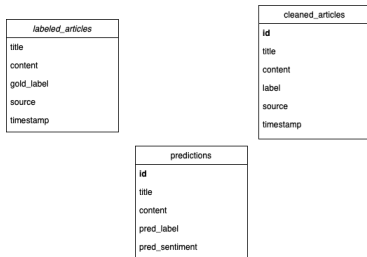 labeled_articles
title
content
gold_label
source
timestamp
cleaned_articles
id
title
content
label
source
timestamp
predictions
id
title
content
pred_label
pred_sentiment